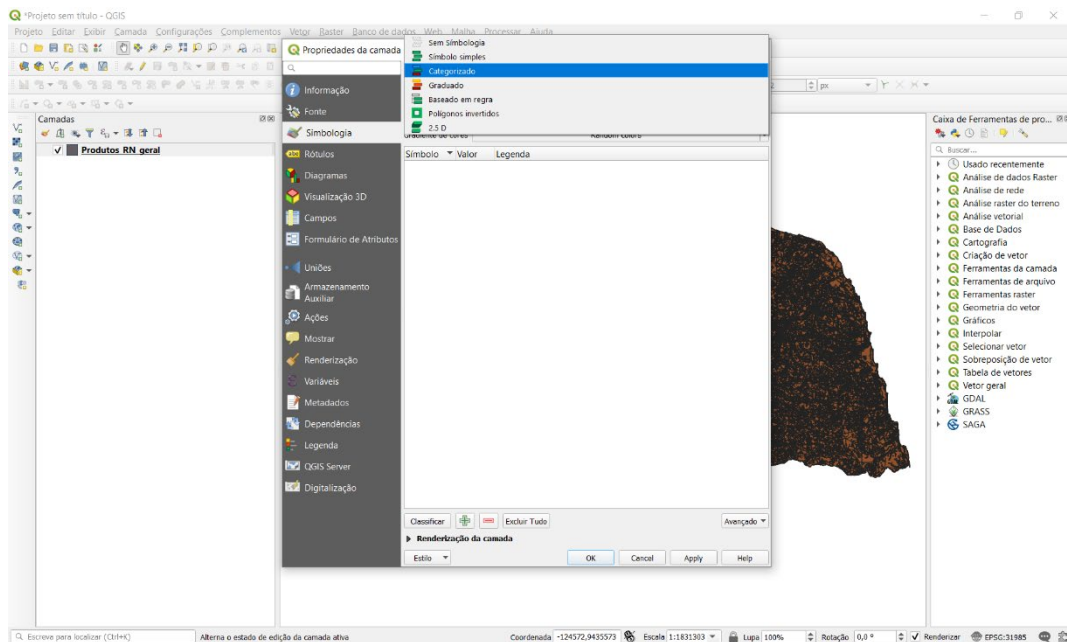 *Projeto sem título - QGIS
Projeto Editar Exibir Camada Configurações Complementos Vetor Raster Banco de dados Web Malha Processar Ajuda
px
Camadas
Produtos RN geral
Propriedades da camada
Informação
Fonte
Simbologia
Rótulos
Diagramas
Visualização 3D
Campos
Formulário de Atributos
Uniões
Armazenamento
Auxiliar
Ações
Mostrar
Renderização
Variáveis
Metadados
Dependências
Legenda
QGIS Server
Digitalização
Sem Símbologia
Símbolo simples
Categorizado
Graduado
Baseado em regra
Polígonos invertidos
2.5 D
Gradiente de cores Random colors
Símbolo Valor Legenda
Classificar Excluir Tudo Avançado
Renderização da camada
Estilo OK Cancel Apply Help
Caixa de Ferramentas de pro...
Buscar...
Usado recentemente
Análise de dados Raster
Análise de rede
Análise raster do terreno
Análise vetorial
Base de Dados
Cartografia
Criação de vetor
Ferramentas da camada
Ferramentas de arquivo
Ferramentas raster
Geometria do vetor
Gráficos
Interpolar
Selecionar vetor
Sobreposição de vetor
Tabela de vetores
Vetor geral
GDAL
GRASS
SAGA
Escreva para localizar (Ctrl+K) Alterna o estado de edição da camada ativa Coordenada -124572,9435573 Escala 1:1831303 Lupa 100% Rotação 0,0 ° Renderizar EPSG:31985